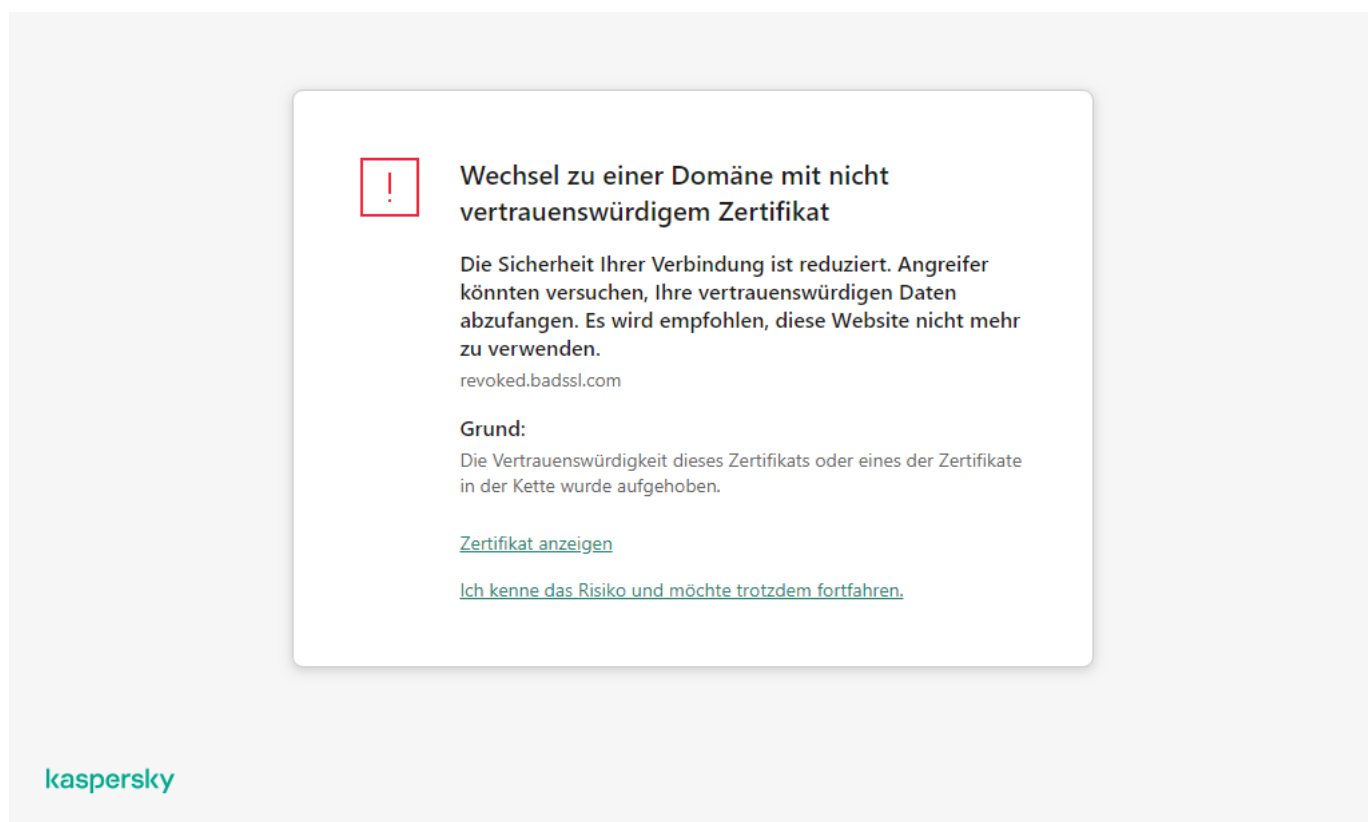 !
Wechsel zu einer Domäne mit nicht
vertrauenswürdigem Zertifikat
Die Sicherheit Ihrer Verbindung ist reduziert. Angreifer
könnten versuchen, Ihre vertrauenswürdigen Daten
abzufangen. Es wird empfohlen, diese Website nicht mehr
zu verwenden.
revoked.badssl.com
Grund:
Die Vertrauenswürdigkeit dieses Zertifikats oder eines der Zertifikate
in der Kette wurde aufgehoben.
Zertifikat anzeigen
Ich kenne das Risiko und möchte trotzdem fortfahren.
kaspersky